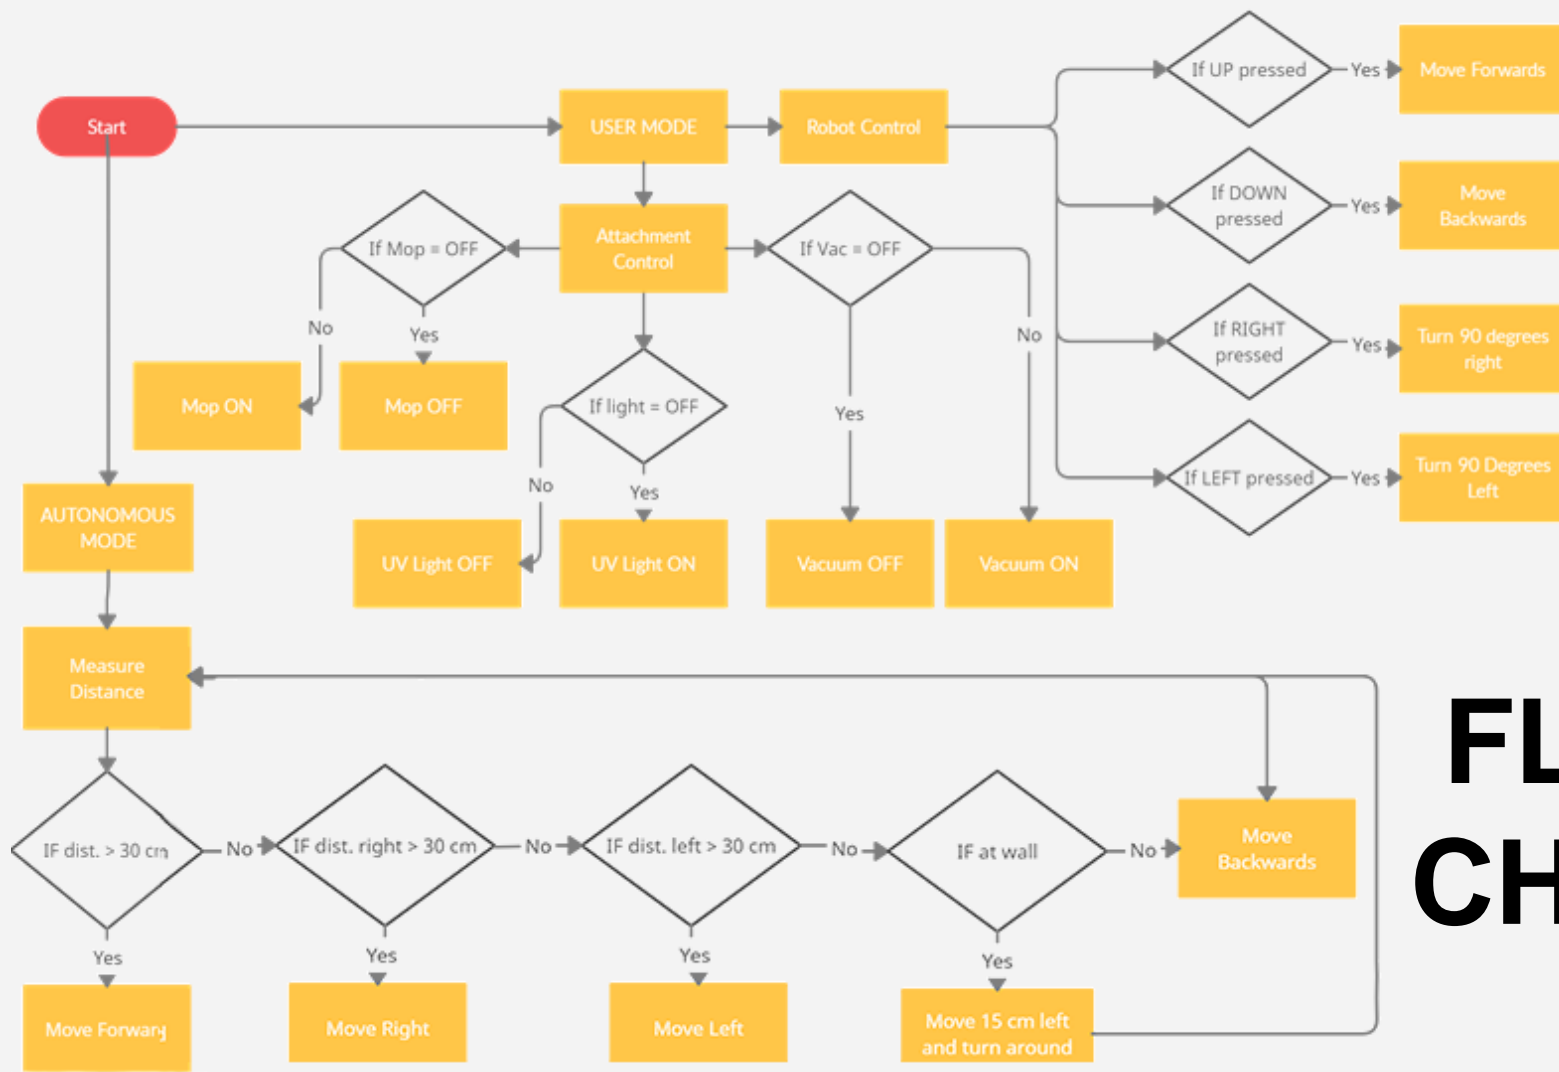 Start
USER MODE
Robot Control
If UP pressed
Yes
Move Forwards
If DOWN
pressed
Yes
Move
Backwards
If RIGHT
pressed
Yes
Turn 90 degrees
right
If LEFT pressed
Yes
Turn 90 Degrees
Left
Attachment
Control
If Mop = OFF
No
Yes
Mop ON
Mop OFF
If light = OFF
No
Yes
UV Light OFF
UV Light ON
If Vac = OFF
Yes
No
Vacuum OFF
Vacuum ON
AUTONOMOUS
MODE
Measure
Distance
IF dist. > 30 cm
No
IF dist. right > 30 cm
No
IF dist. left > 30 cm
No
IF at wall
No
Move
Backwards
Yes
Yes
Yes
Yes
Move Forward
Move Right
Move Left
Move 15 cm left
and turn around
FL
CH